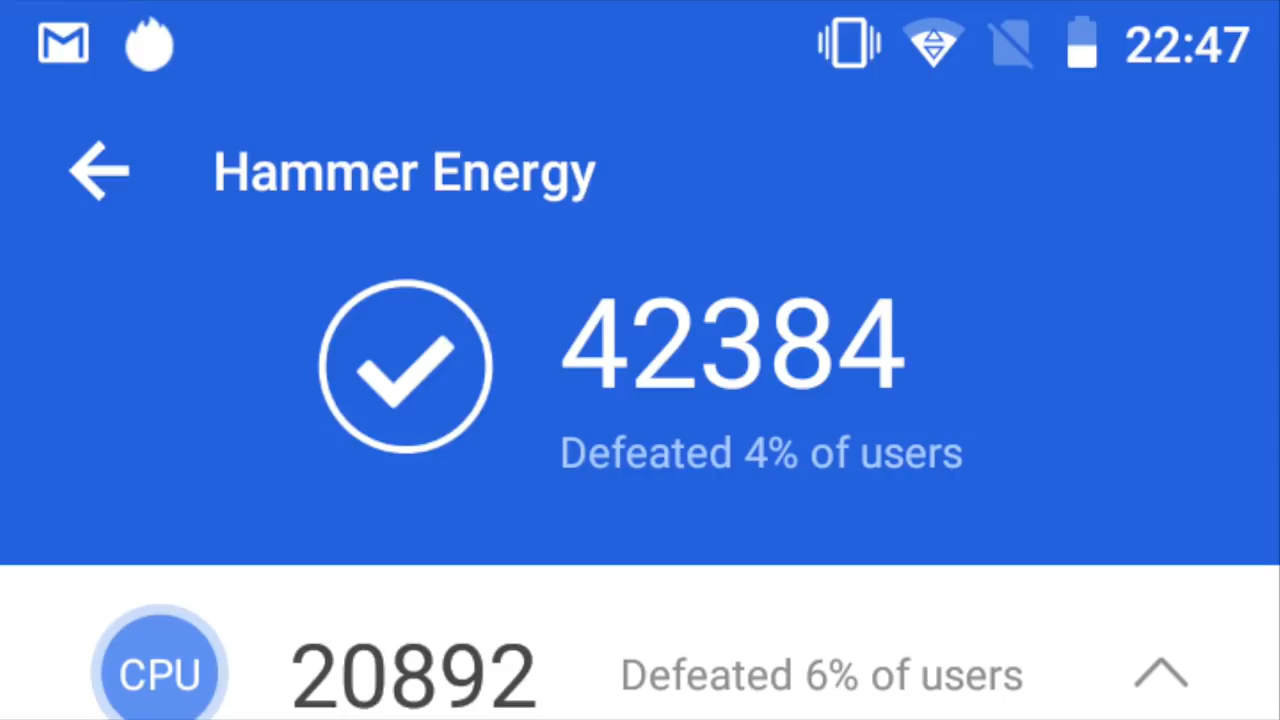 22:47
Hammer Energy
42384
Defeated 4% of users
CPU 20892 Defeated 6% of users